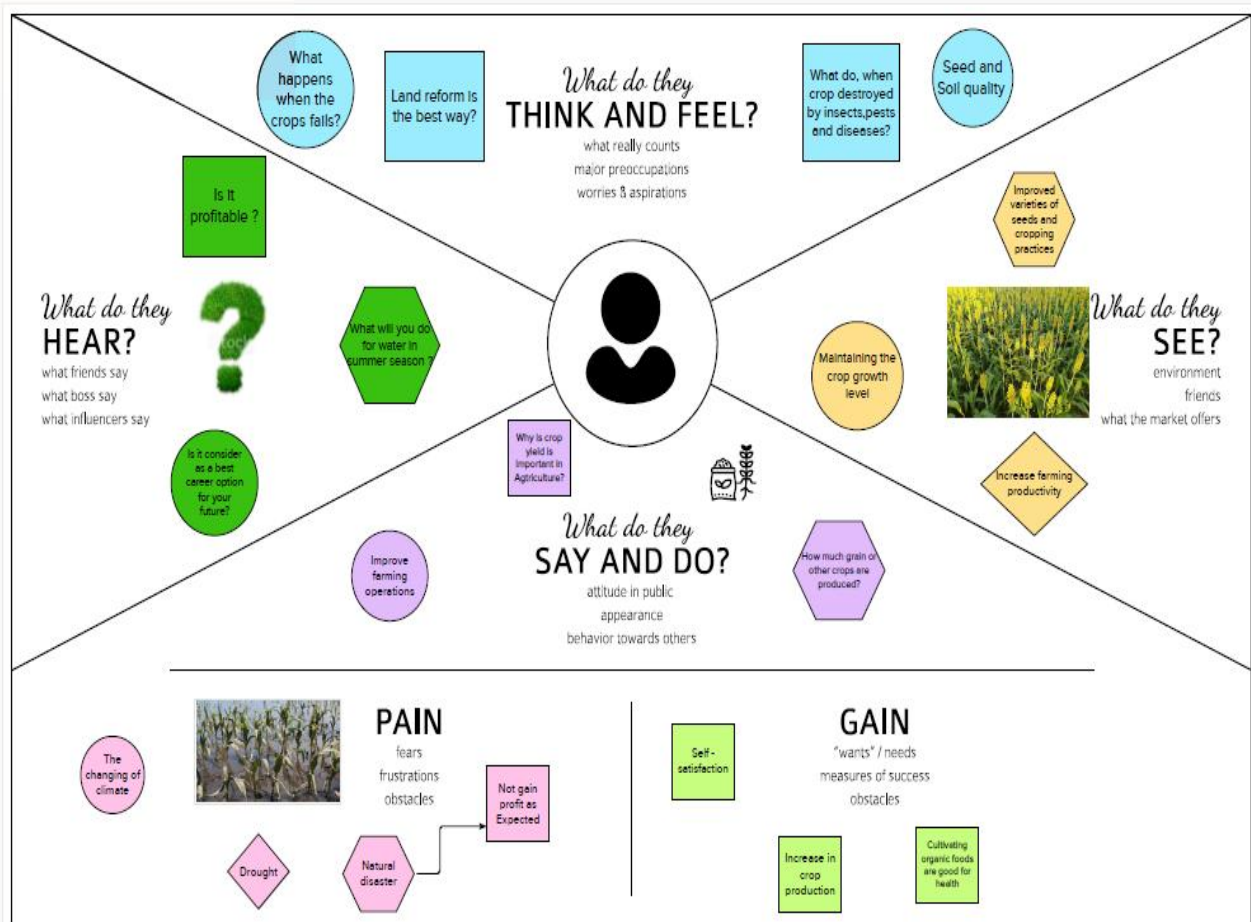 What do they
THINK AND FEEL?
what really counts
major preoccupations
worries & aspirations
What
happens
when the
crops fails?
Land reform is
the best way?
What do, when
crop destroyed
by insects,pests
and diseases?
Seed and
Soil quality
What do they
HEAR?
what friends say
what boss say
what influencers say
Is it
profitable ?
What will you do
for water in
summer season ?
Is it consider
as a best
career option
for your
future?
What do they
SEE?
environment
friends
what the market offers
Improved
varieties of
seeds and
cropping
practices
Maintaining the
crop growth
level
Increase farming
productivity
What do they
SAY AND DO?
attitude in public
appearance
behavior towards others
Why is crop
yield is
Important in
Agtriculture?
Improve
farming
operations
How much grain or
other crops are
produced?
PAIN
fears
frustrations
obstacles
The
changing of
climate
Drought
Natural
disaster
Not gain
profit as
Expected
GAIN
"wants" / needs
measures of success
obstacles
Self -
satisfaction
Increase in
crop
production
Cultivating
organic foods
are good for
health